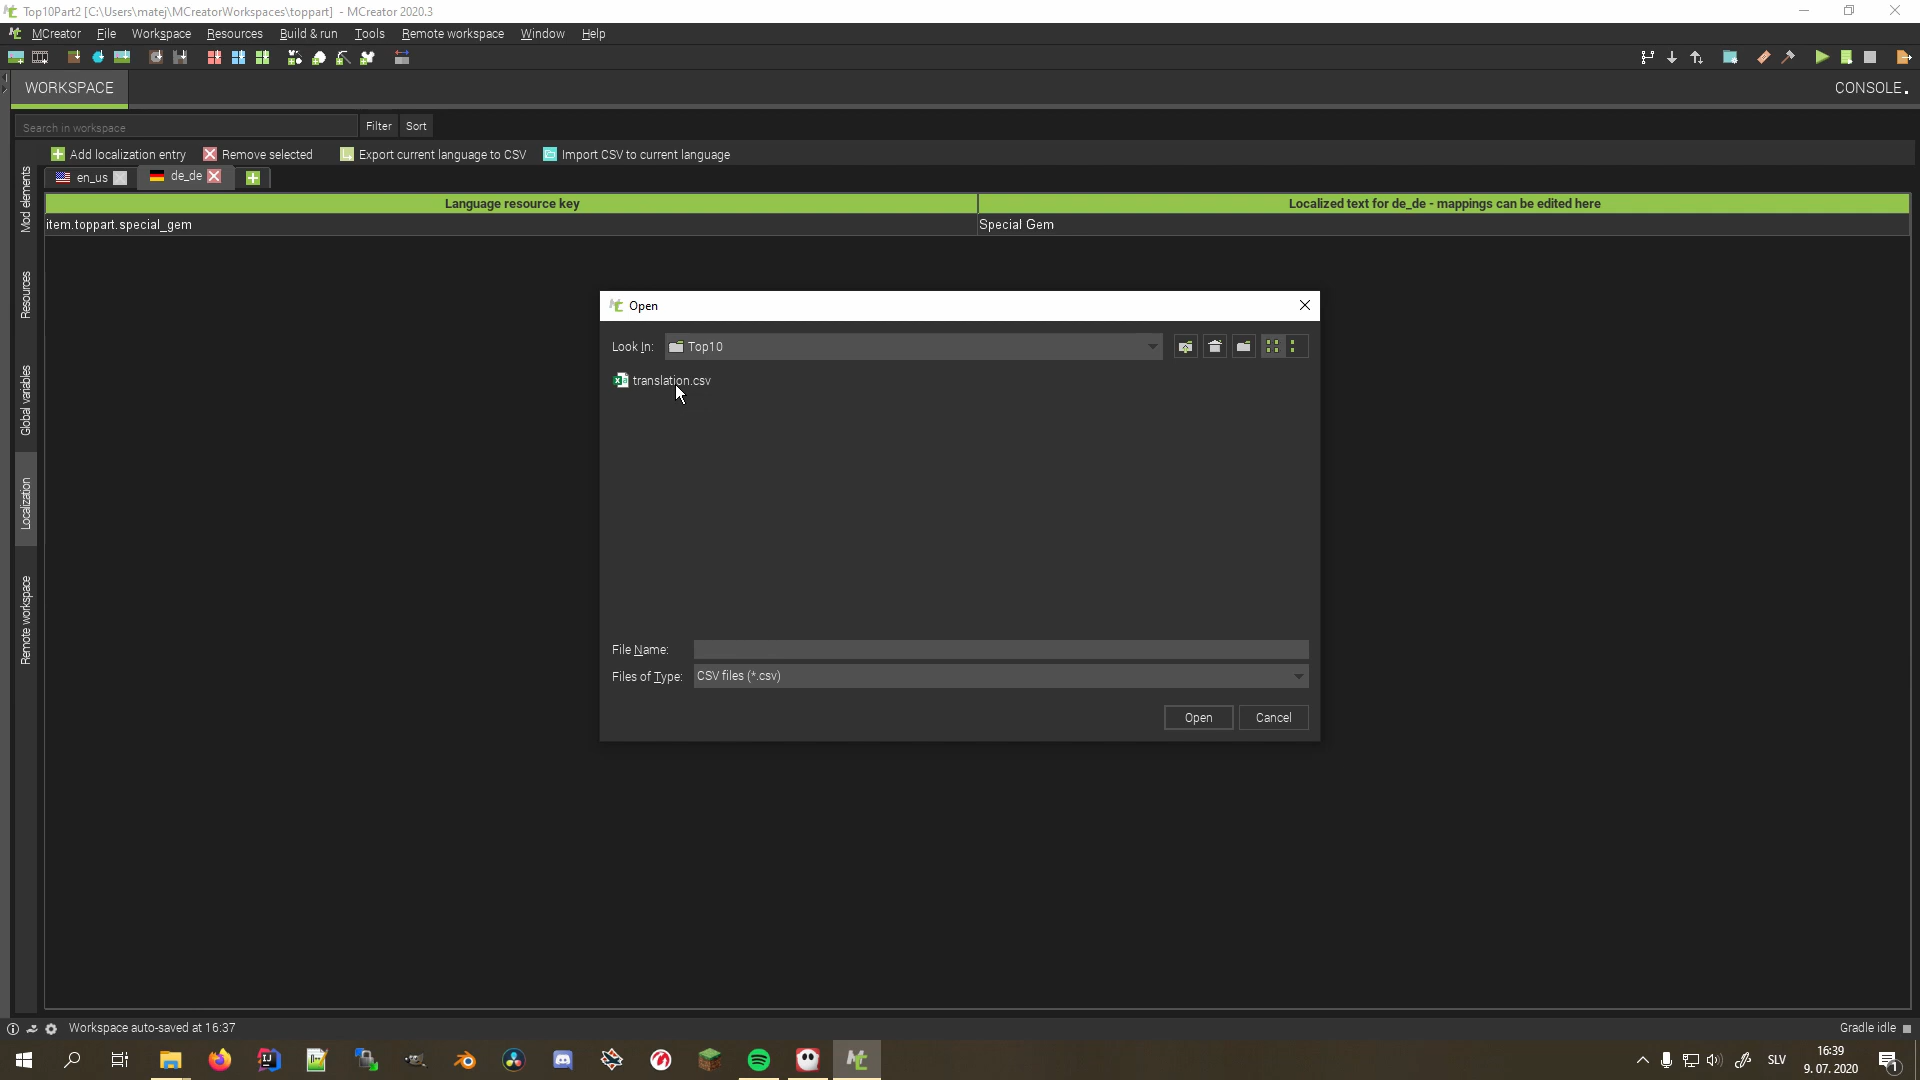 Top10Part2 [C:\Users\matej\MCreatorWorkspaces\toppart] - MCreator 2020.3
MCreator File Workspace Resources Build & run Tools Remote workspace Window Help
WORKSPACE
CONSOLE
Search in workspace
Filter
Sort
Add localization entry
Remove selected
Export current language to CSV
Import CSV to current language
en_us
de_de
Language resource key
Localized text for de_de - mappings can be edited here
item.toppart.special_gem
Special Gem
Mod elements
Resources
Global variables
Localization
Remote workspace
Open
Look In:
Top10
translation.csv
File Name:
Files of Type:
CSV files (*.csv)
Open
Cancel
Workspace auto-saved at 16:37
Gradle idle
SLV
16:39
9. 07. 2020
1